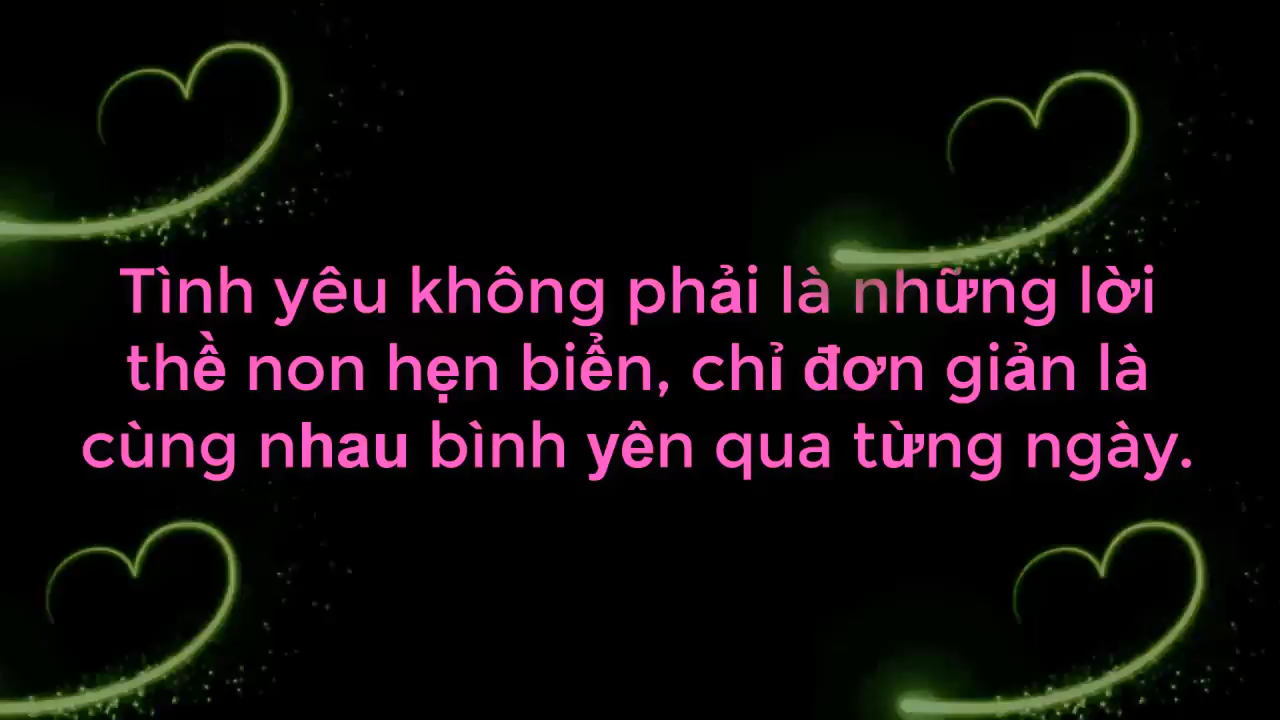 Tình yêu không phải là những lời
thề non hẹn biển, chỉ đơn giản là
cùng nhau bình yên qua từng ngày.